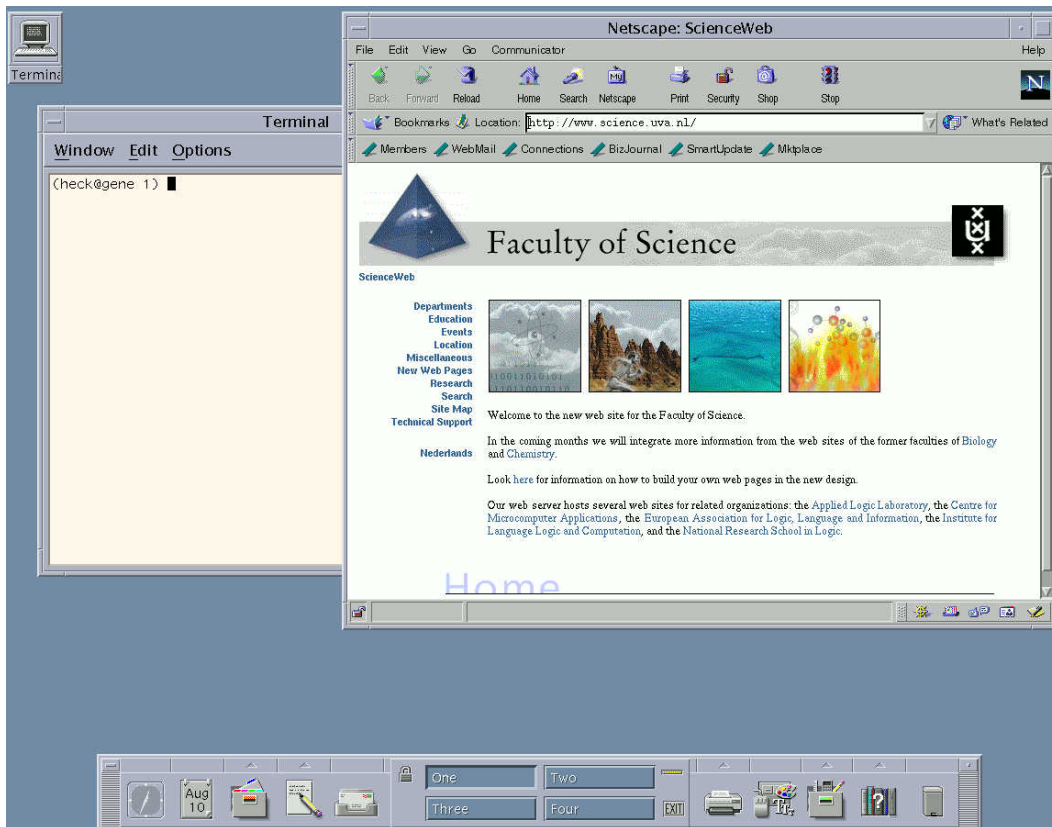 Netscape: ScienceWeb
File Edit View Go Communicator Help
Back Forward Reload Home Search Netscape Print Security Shop Stop
My
N
Bookmarks Location: http://www.science.uva.nl/ What's Related
Members WebMail Connections BizJournal SmartUpdate Mktplace
Termina
Terminal
Window Edit Options
(heck@gene 1)
Faculty of Science
ScienceWeb
Departments
Education
Events
Location
Miscellaneous
New Web Pages
Research
Search
Site Map
Technical Support
Nederlands
Welcome to the new web site for the Faculty of Science.
In the coming months we will integrate more information from the web sites of the former faculties of Biology
and Chemistry.
Look here for information on how to build your own web pages in the new design.
Our web server hosts several web sites for related organizations: the Applied Logic Laboratory, the Centre for
Microcomputer Applications, the European Association for Logic, Language and Information, the Institute for
Language Logic and Computation, and the National Research School in Logic.
Home
Aug
10
One Two
Three Four
EXIT